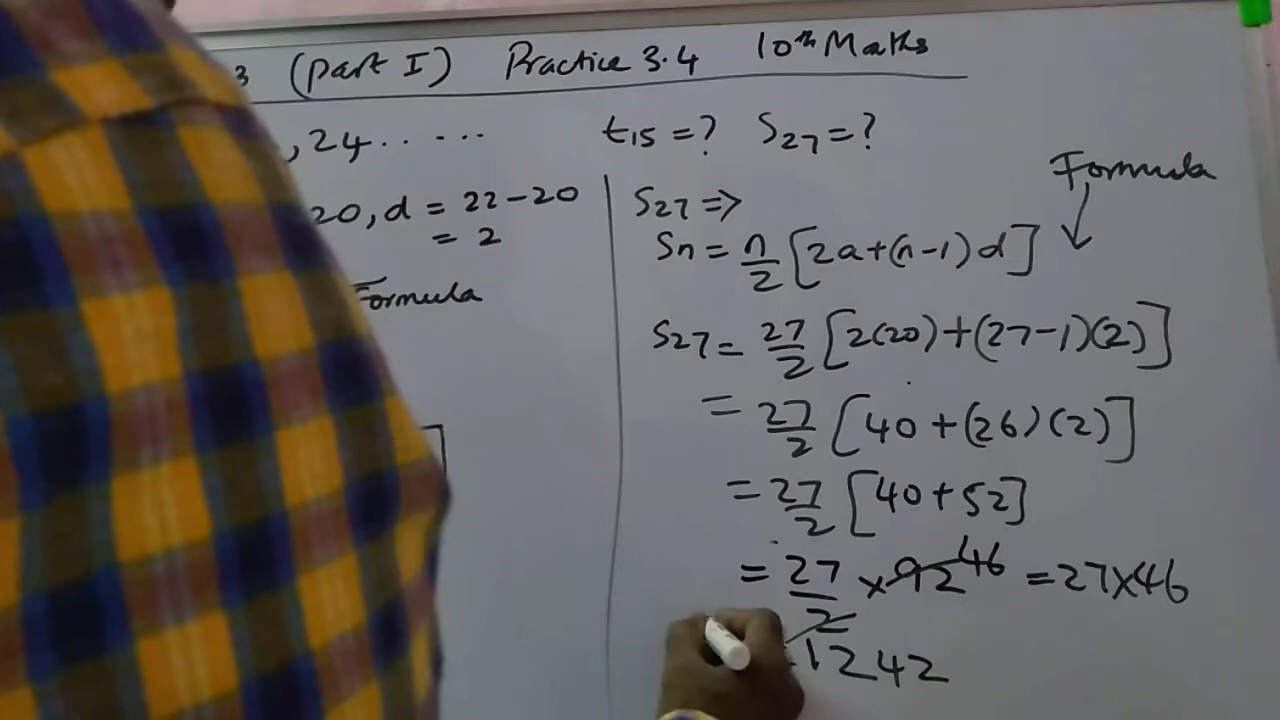 3 (Part I) Practice 3.4 10th Maths
, 24.. ... t15 = ? S27 = ?
20, d = 22 - 20
= 2
Formula
Formula
S27 ⇒
Sn = n/2 [2a+(n-1)d]
S27 = 27/2 [2(20)+(27-1)(2)]
= 27/2 [40+(26)(2)]
= 27/2 [40+52]
= 27/2 × 92 46 = 27×46
1242